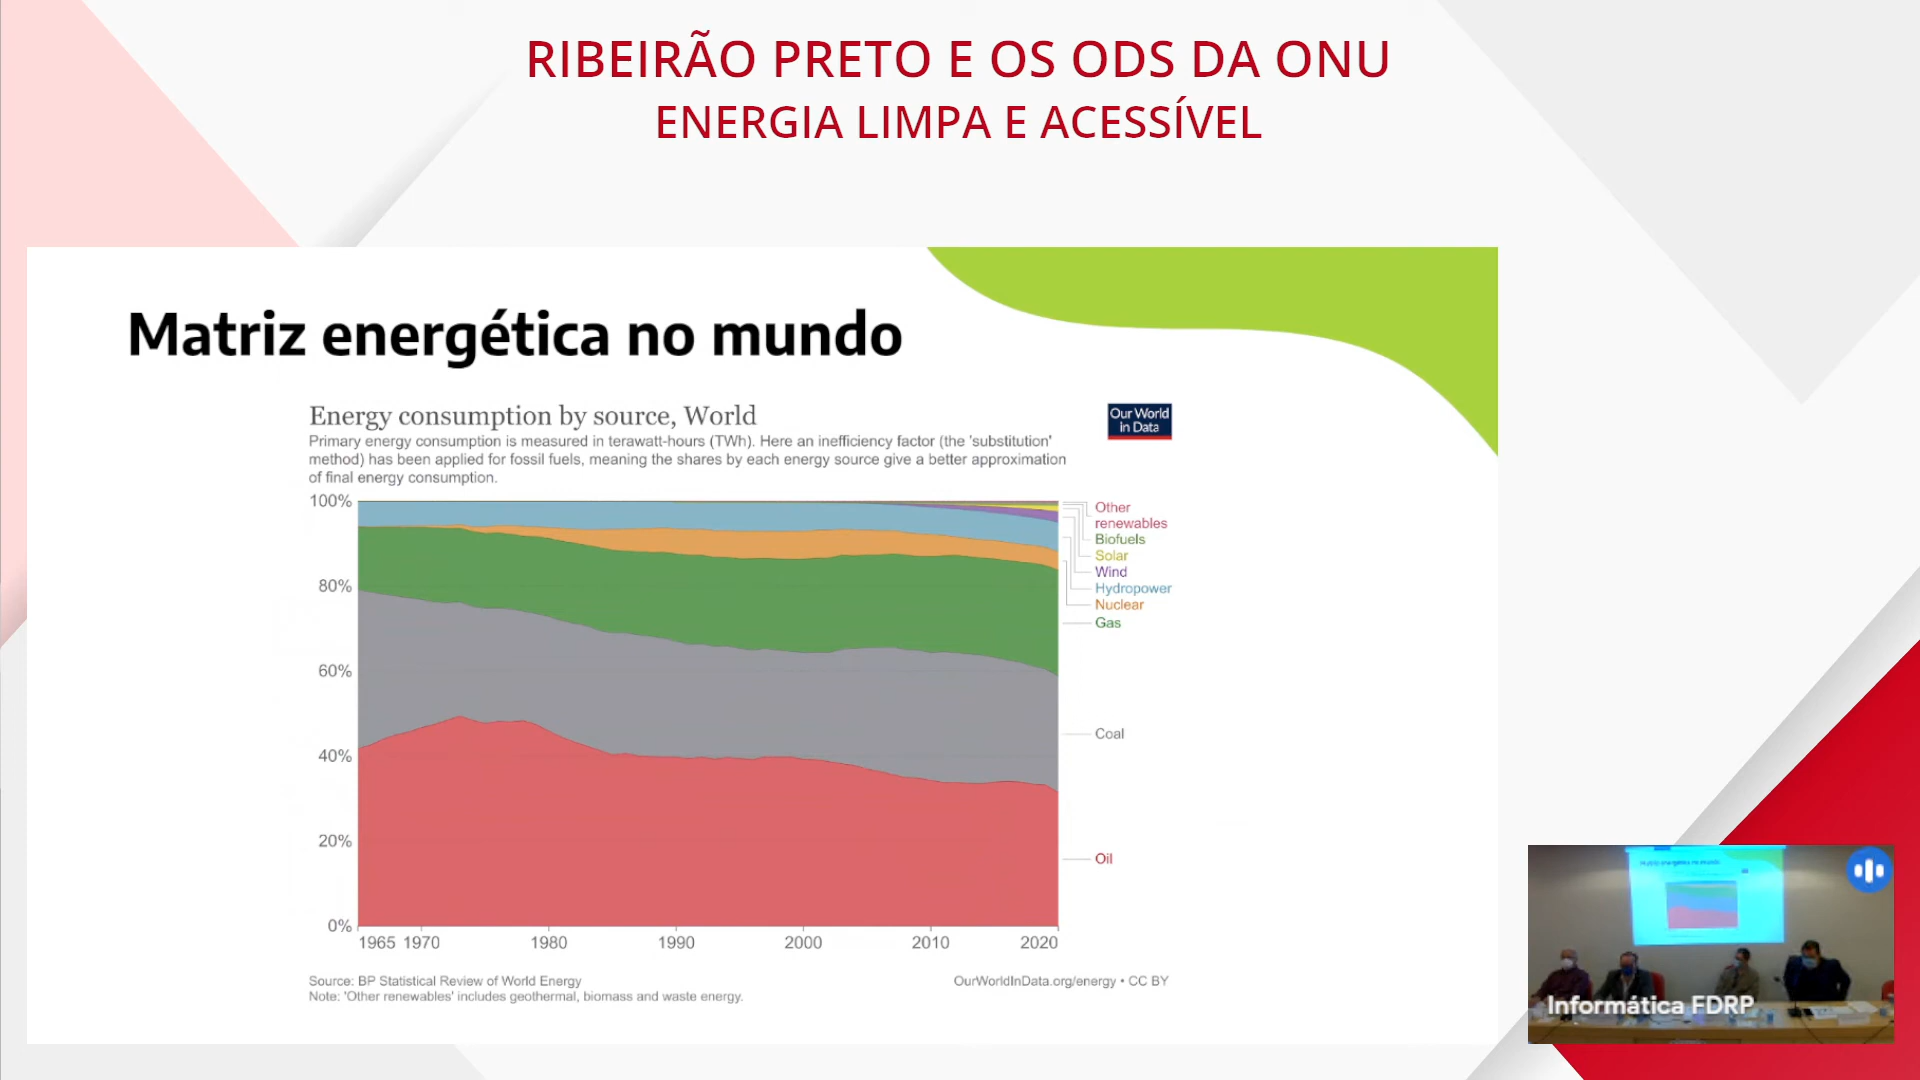 RIBEIRÃO PRETO E OS ODS DA ONU
ENERGIA LIMPA E ACESSÍVEL
Matriz energética no mundo
Energy consumption by source, World
Our World
in Data
Primary energy consumption is measured in terawatt-hours (TWh). Here an inefficiency factor (the 'substitution'
method) has been applied for fossil fuels, meaning the shares by each energy source give a better approximation
of final energy consumption.
100%
80%
60%
40%
20%
0%
1965 1970 1980 1990 2000 2010 2020
Other
renewables
Biofuels
Solar
Wind
Hydropower
Nuclear
Gas
Coal
Oil
Source: BP Statistical Review of World Energy
Note: 'Other renewables' includes geothermal, biomass and waste energy.
OurWorldInData.org/energy • CC BY
Informática FDRP